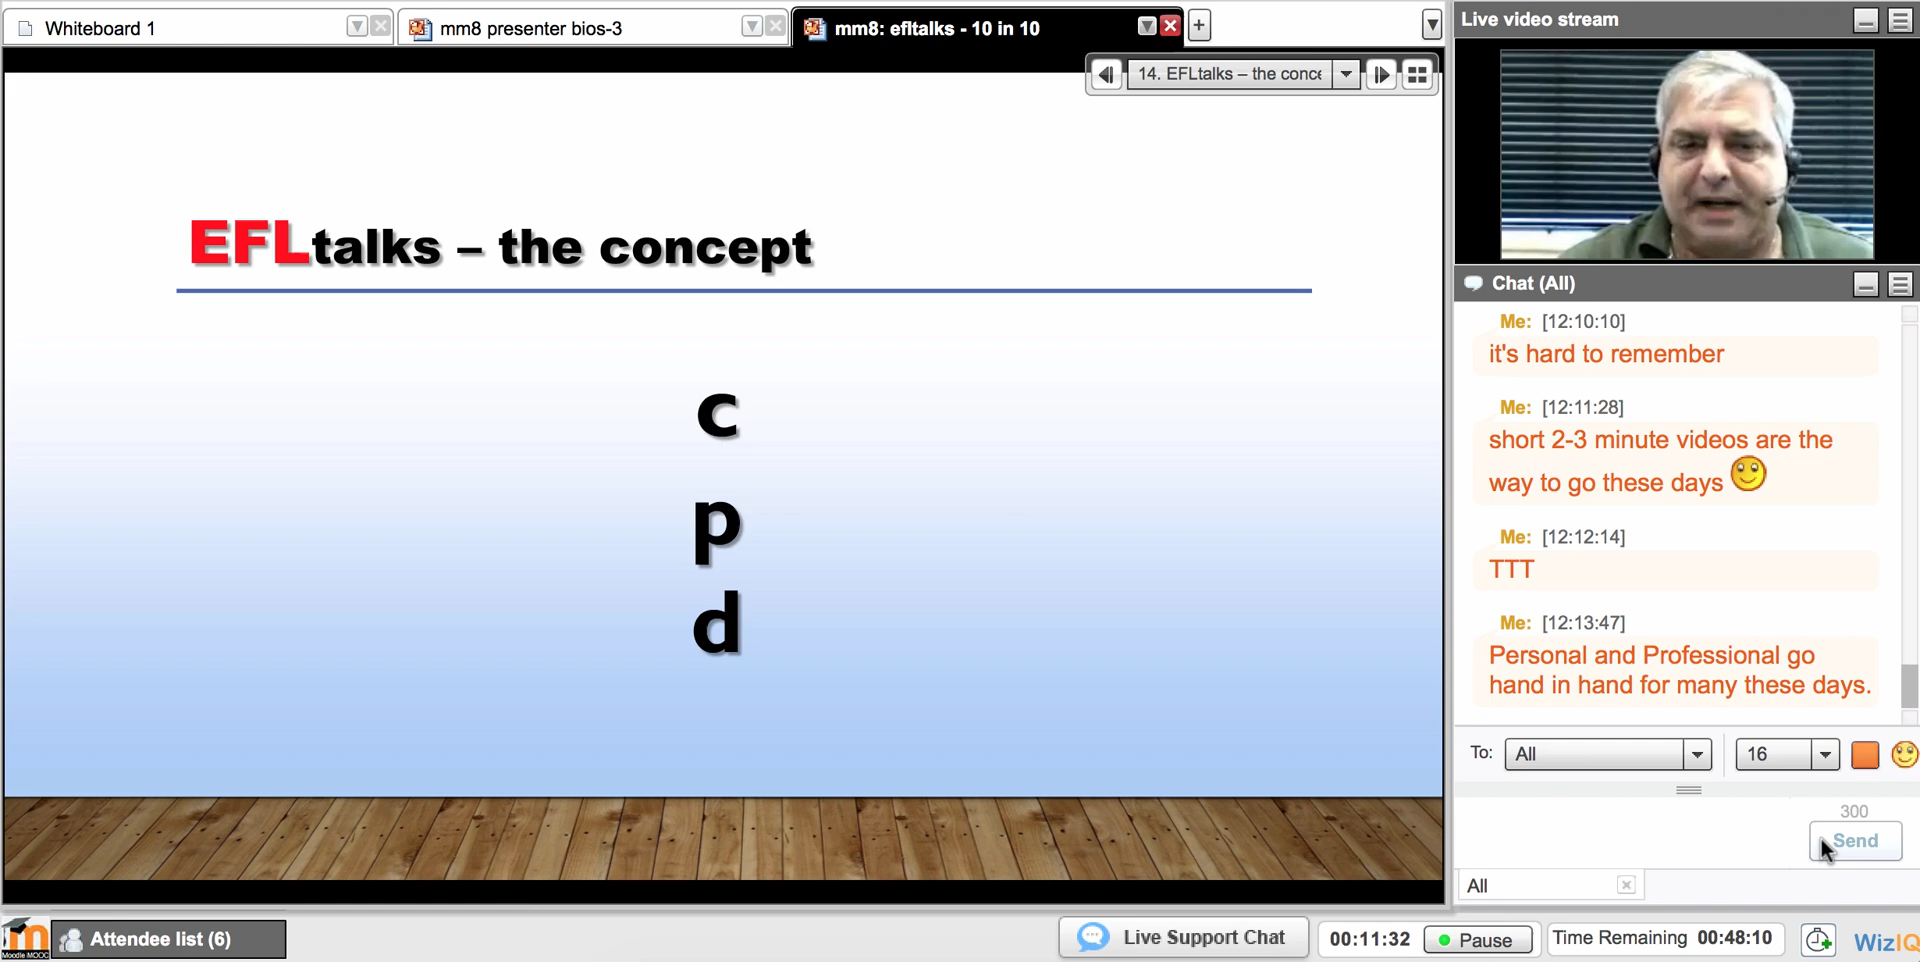 Whiteboard 1
mm8 presenter bios-3
mm8: efltalks - 10 in 10
14. EFLtalks – the conce
EFLtalks – the concept
c
p
d
Live video stream
Chat (All)
Me: [12:10:10]
it's hard to remember
Me: [12:11:28]
short 2-3 minute videos are the
way to go these days
Me: [12:12:14]
TTT
Me: [12:13:47]
Personal and Professional go
hand in hand for many these days.
To: All 16
300
Send
All
m
Moodle MOOC
Attendee list (6)
Live Support Chat
00:11:32
Pause
Time Remaining 00:48:10
WizIQ